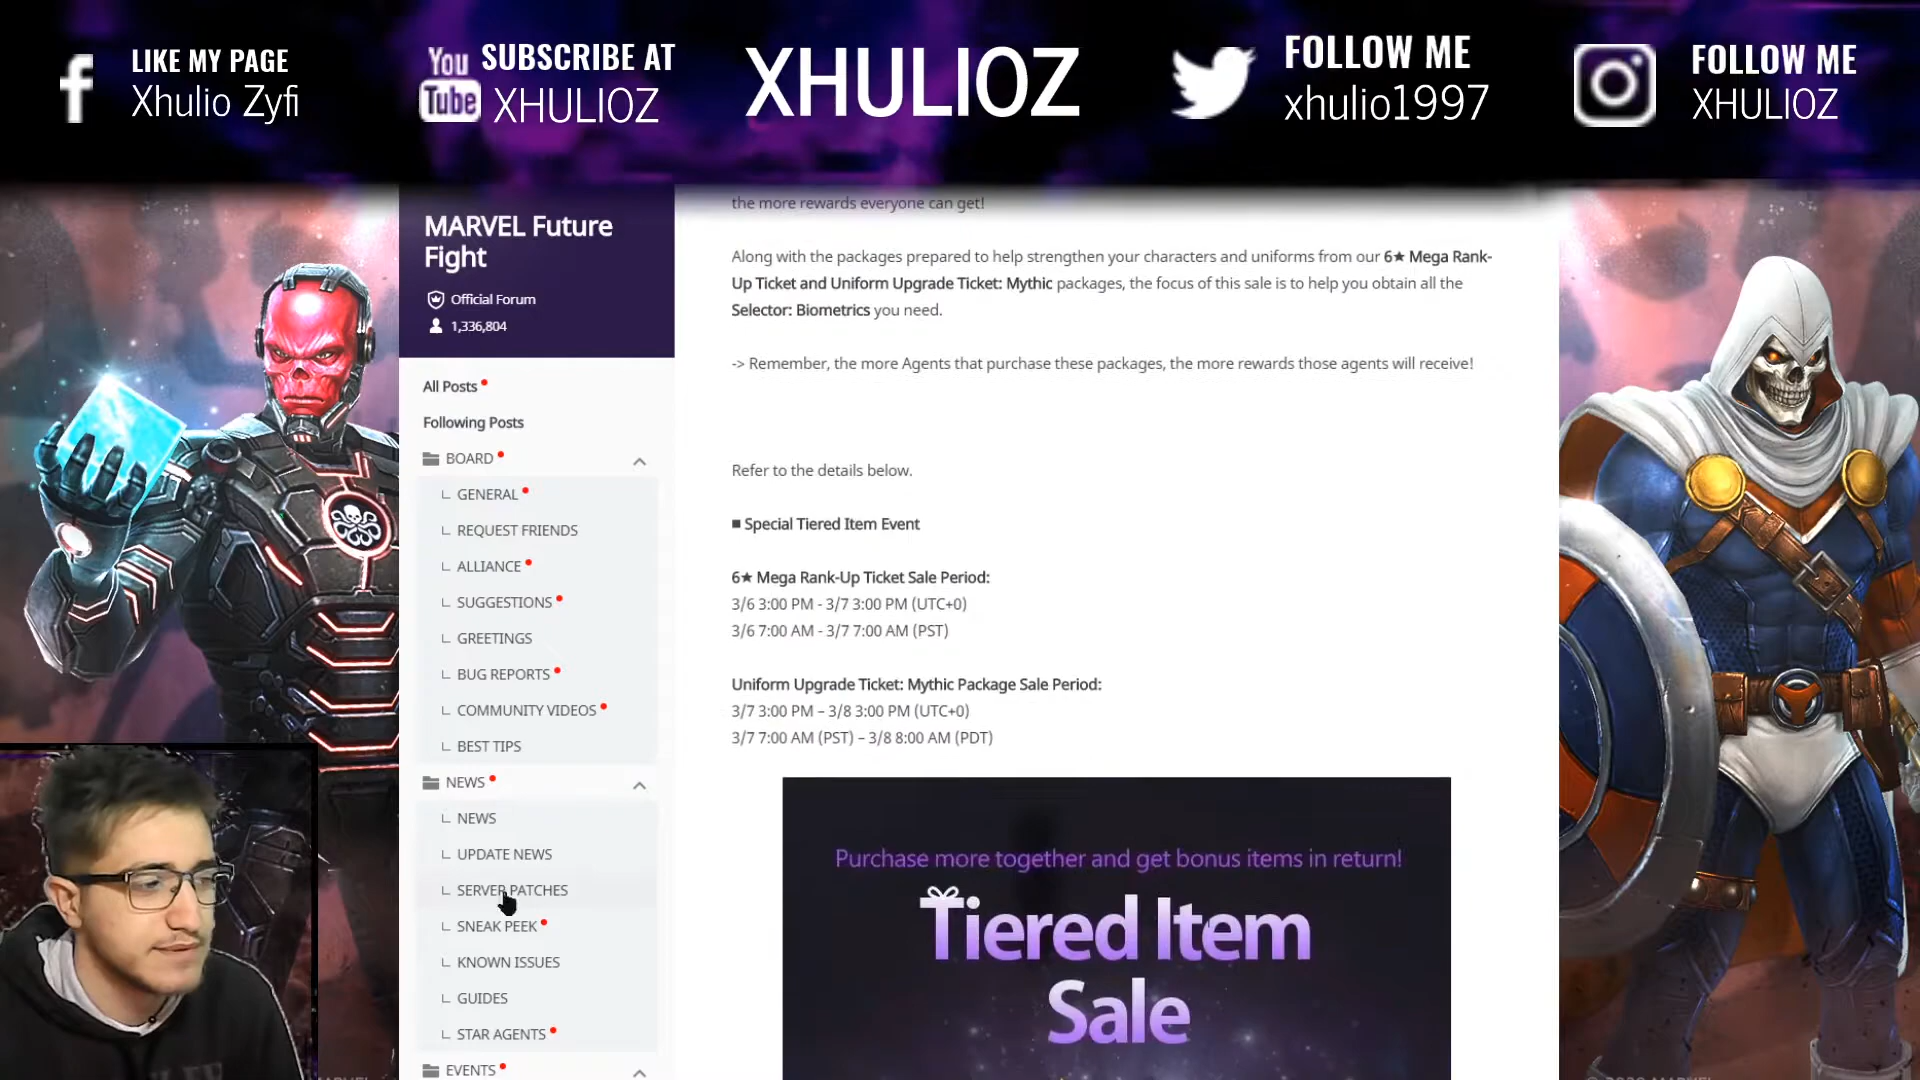 LIKE MY PAGE
Xhulio Zyfi
You
Tube
SUBSCRIBE AT
XHULIOZ
XHULIOZ
FOLLOW ME
xhulio1997
FOLLOW ME
XHULIOZ
MARVEL Future
Fight
Official Forum
1,336,804
All Posts
Following Posts
BOARD
GENERAL
REQUEST FRIENDS
ALLIANCE
SUGGESTIONS
GREETINGS
BUG REPORTS
COMMUNITY VIDEOS
BEST TIPS
NEWS
NEWS
UPDATE NEWS
SERVER PATCHES
SNEAK PEEK
KNOWN ISSUES
GUIDES
STAR AGENTS
EVENTS
the more rewards everyone can get!
Along with the packages prepared to help strengthen your characters and uniforms from our 6★ Mega Rank-
Up Ticket and Uniform Upgrade Ticket: Mythic packages, the focus of this sale is to help you obtain all the
Selector: Biometrics you need.
-> Remember, the more Agents that purchase these packages, the more rewards those agents will receive!
Refer to the details below.
■ Special Tiered Item Event
6★ Mega Rank-Up Ticket Sale Period:
3/6 3:00 PM - 3/7 3:00 PM (UTC+0)
3/6 7:00 AM - 3/7 7:00 AM (PST)
Uniform Upgrade Ticket: Mythic Package Sale Period:
3/7 3:00 PM – 3/8 3:00 PM (UTC+0)
3/7 7:00 AM (PST) – 3/8 8:00 AM (PDT)
Purchase more together and get bonus items in return!
Tiered Item
Sale